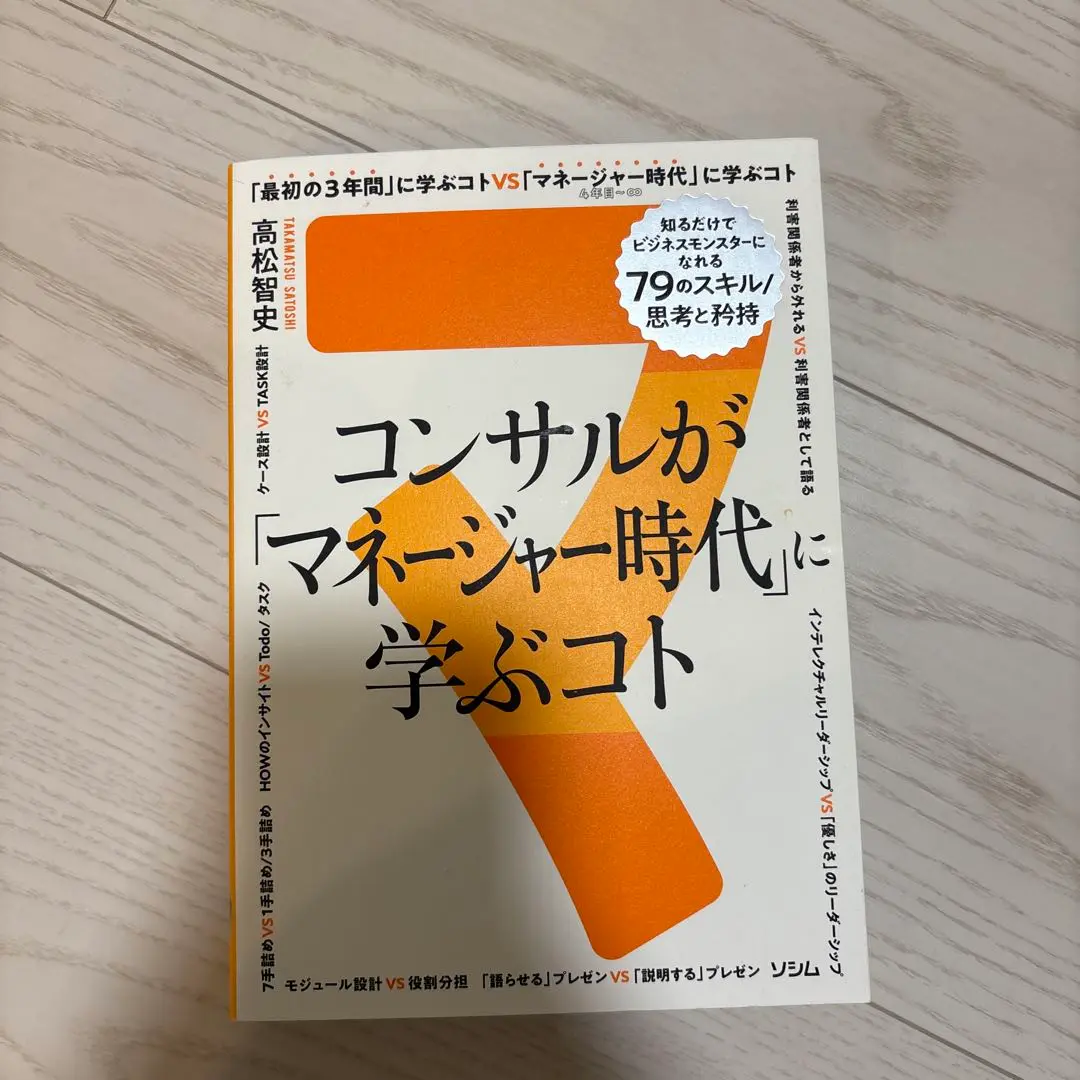 「最初の3年間」に学ぶコトVS「マネージャー時代」に学ぶコト
4年目~∞
高松智史
TAKAMATSU SATOSHI
知るだけで
ビジネスモンスターに
なれる
79のスキル/
思考と矜持
利害関係者から外れるVS利害関係者として語る
ケース設計VSTASK設計
コンサルが
「マネージャー時代」に
学ぶコト
HOWのインサイトVSTodo/タスク
インテレクチャルリーダーシップVS「優しさ」のリーダーシップ
7手詰めVS1手詰め/3手詰め
モジュール設計VS役割分担 「語らせる」プレゼンVS「説明する」プレゼン
ソシム